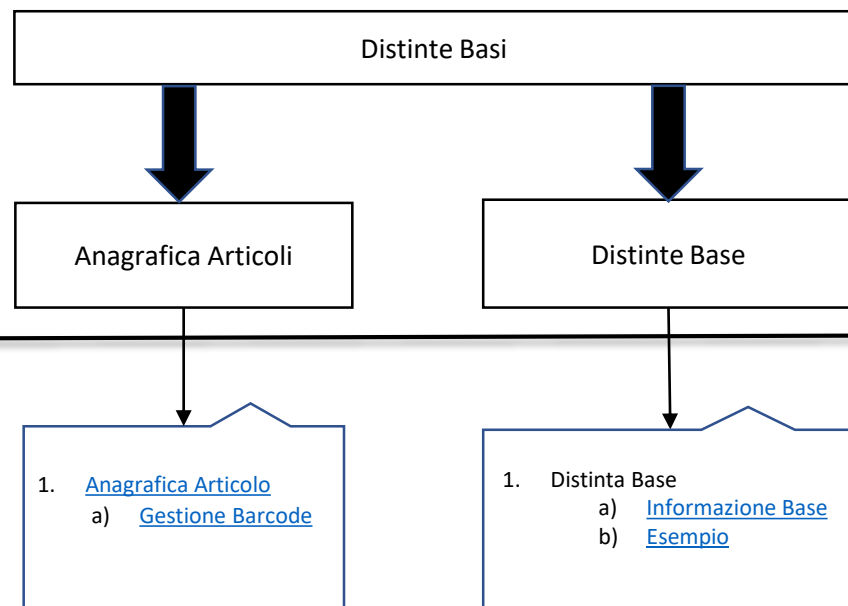 Distinte Basi
Anagrafica Articoli
Distinte Base
1. Anagrafica Articolo
a) Gestione Barcode
1. Distinta Base
a) Informazione Base
b) Esempio